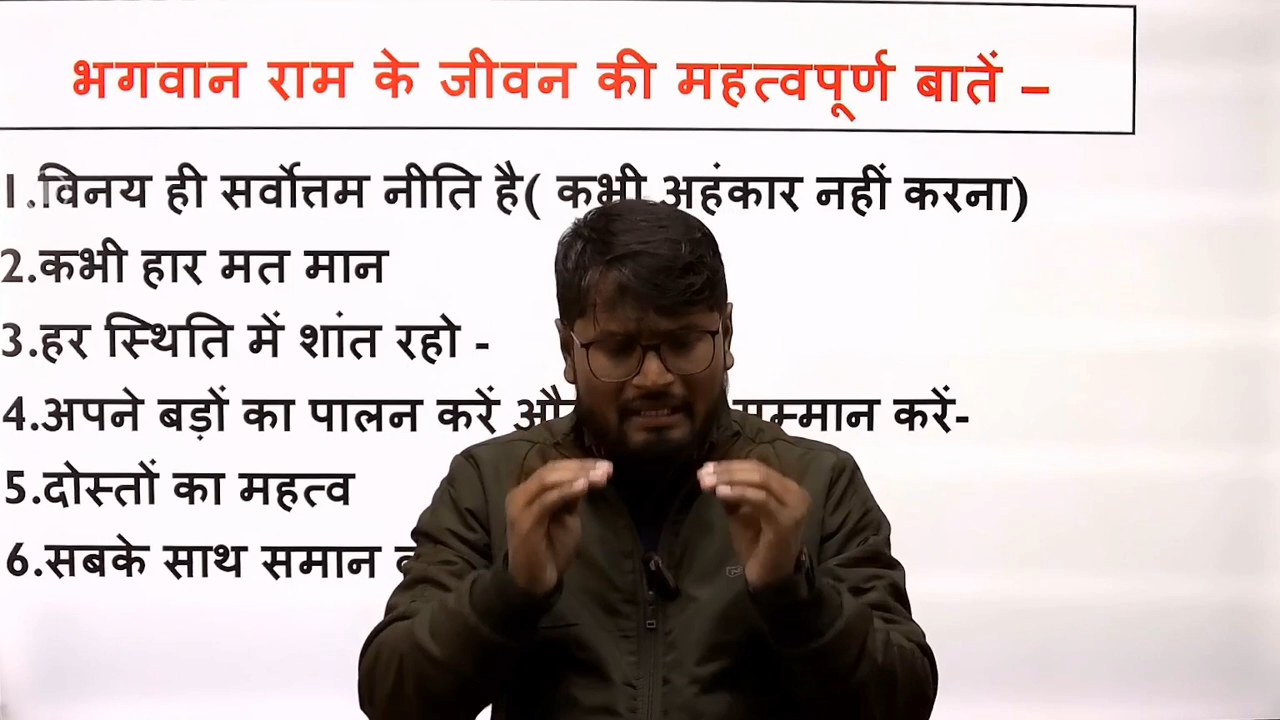 भगवान राम के जीवन की महत्वपूर्ण बातें –
1.विनय ही सर्वोत्तम नीति है( कभी अहंकार नहीं करना)
2.कभी हार मत मान
3.हर स्थिति में शांत रहो -
4.अपने बड़ों का पालन करें सम्मान करें-
5.दोस्तों का महत्व
6.सबके साथ समान